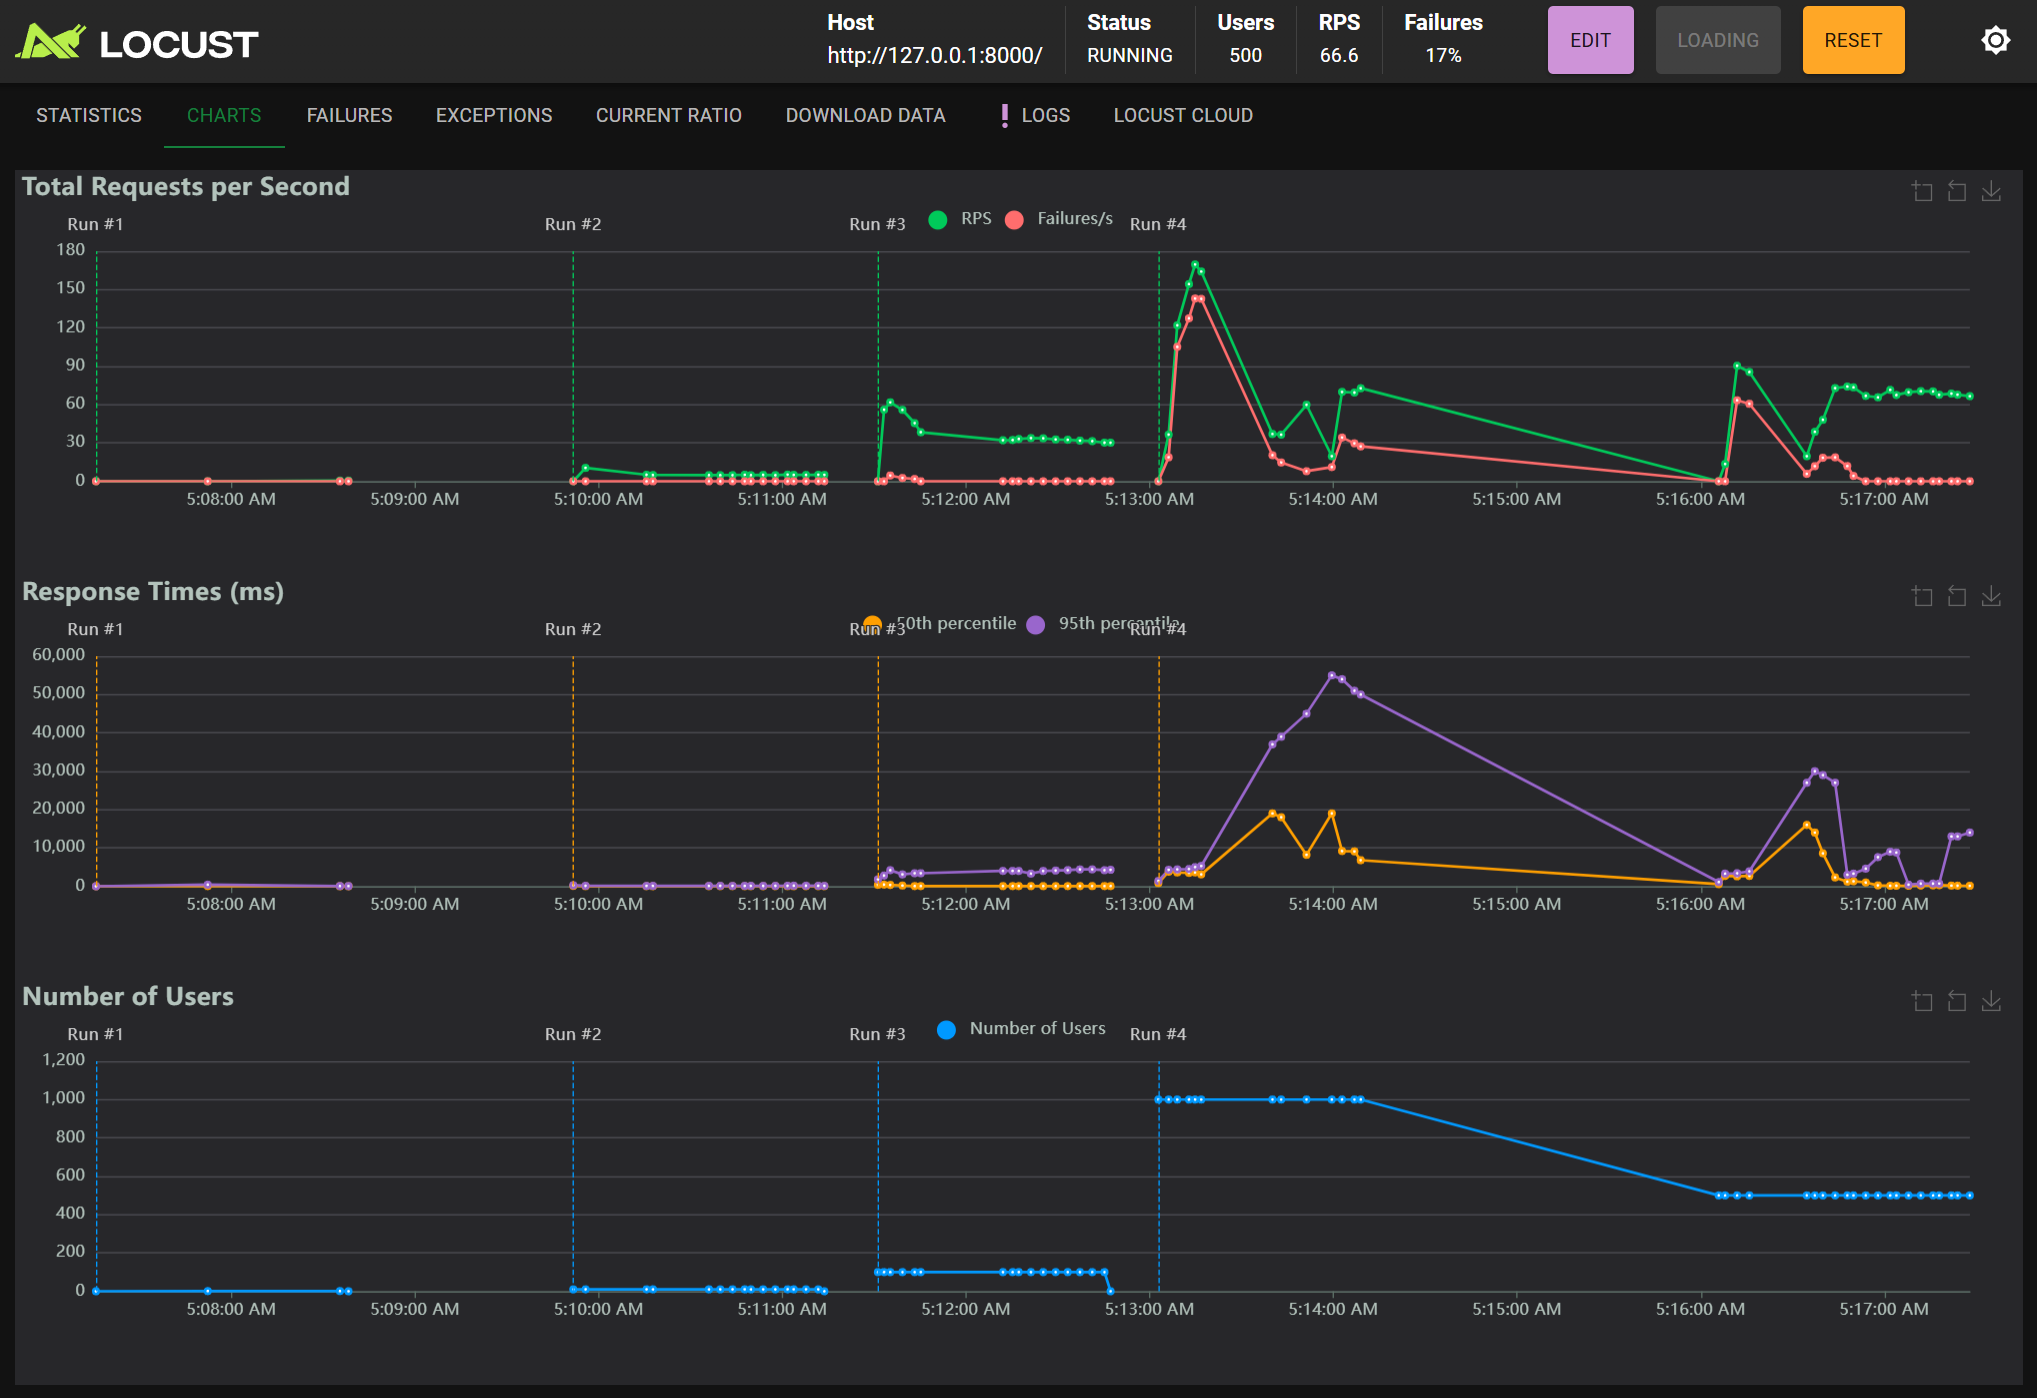 LOCUST
Host
http://127.0.0.1:8000/
Status
RUNNING
Users
500
RPS
66.6
Failures
17%
EDIT
LOADING
RESET
STATISTICS CHARTS FAILURES EXCEPTIONS CURRENT RATIO DOWNLOAD DATA LOGS LOCUST CLOUD
Total Requests per Second
RPS Failures/s
Run #1 Run #2 Run #3 Run #4
180
150
120
90
60
30
0
5:08:00 AM 5:09:00 AM 5:10:00 AM 5:11:00 AM 5:12:00 AM 5:13:00 AM 5:14:00 AM 5:15:00 AM 5:16:00 AM 5:17:00 AM
Response Times (ms)
50th percentile 95th percentile
Run #1 Run #2 Run #3 Run #4
60,000
50,000
40,000
30,000
20,000
10,000
0
5:08:00 AM 5:09:00 AM 5:10:00 AM 5:11:00 AM 5:12:00 AM 5:13:00 AM 5:14:00 AM 5:15:00 AM 5:16:00 AM 5:17:00 AM
Number of Users
Number of Users
Run #1 Run #2 Run #3 Run #4
1,200
1,000
800
600
400
200
0
5:08:00 AM 5:09:00 AM 5:10:00 AM 5:11:00 AM 5:12:00 AM 5:13:00 AM 5:14:00 AM 5:15:00 AM 5:16:00 AM 5:17:00 AM